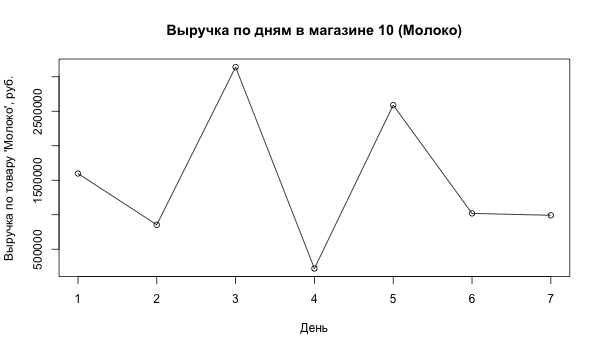 Выручка по дням в магазине 10 (Молоко)
Выручка по товару 'Молоко', руб.
2500000
1500000
500000
1 2 3 4 5 6 7
День